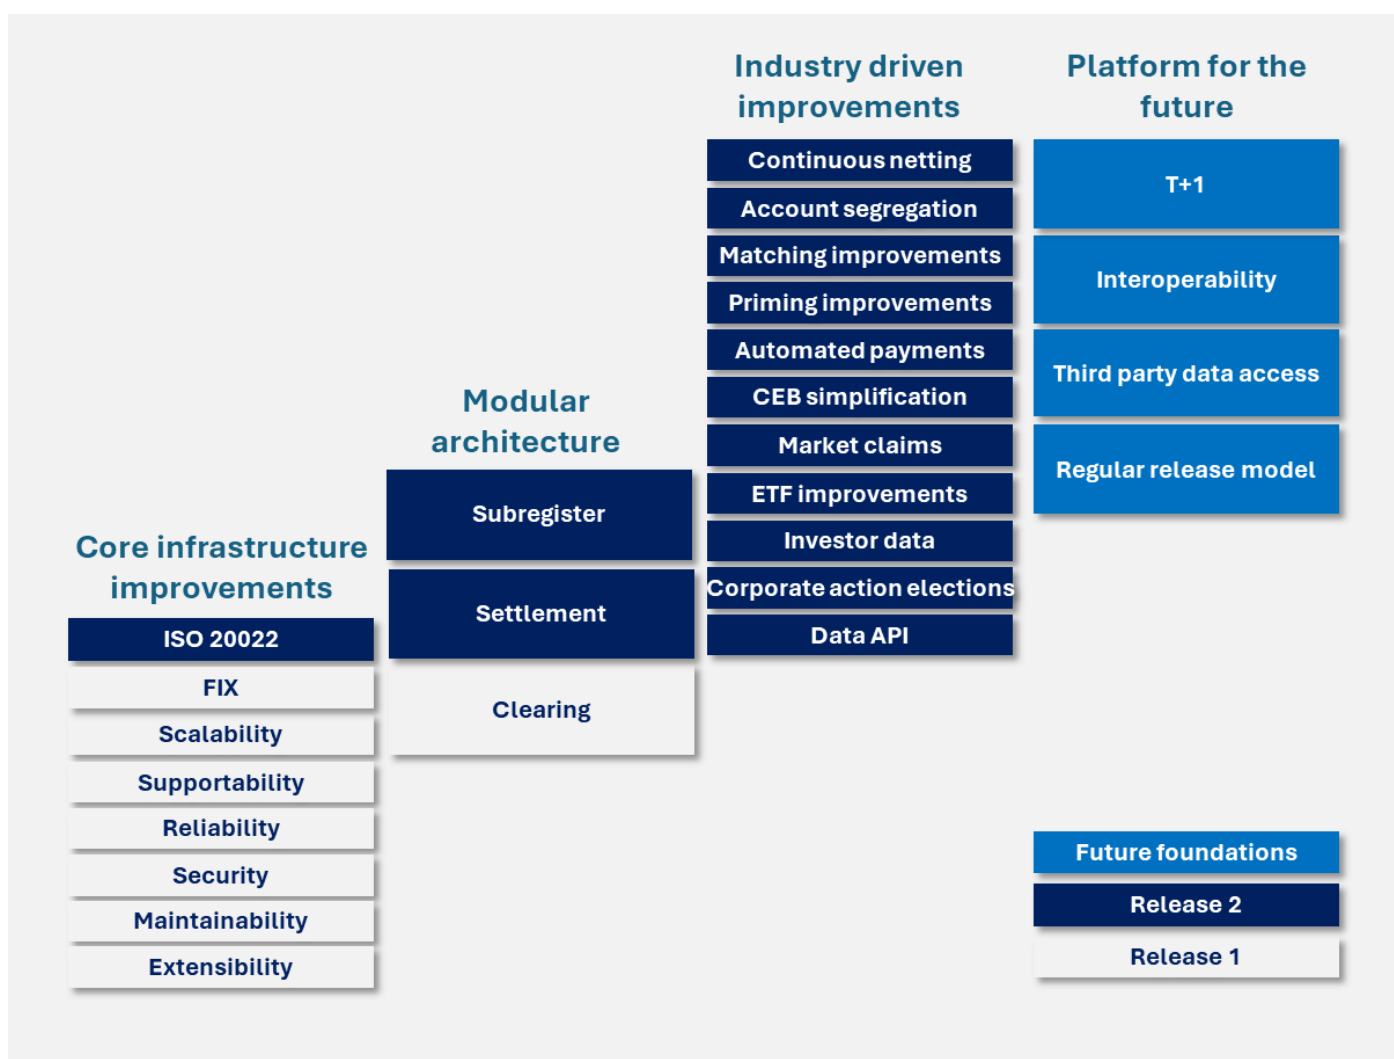 Core infrastructure
improvements
ISO 20022
FIX
Scalability
Supportability
Reliability
Security
Maintainability
Extensibility
Modular
architecture
Subregister
Settlement
Clearing
Industry driven
improvements
Continuous netting
Account segregation
Matching improvements
Priming improvements
Automated payments
CEB simplification
Market claims
ETF improvements
Investor data
Corporate action elections
Data API
Platform for the
future
T+1
Interoperability
Third party data access
Regular release model
Future foundations
Release 2
Release 1